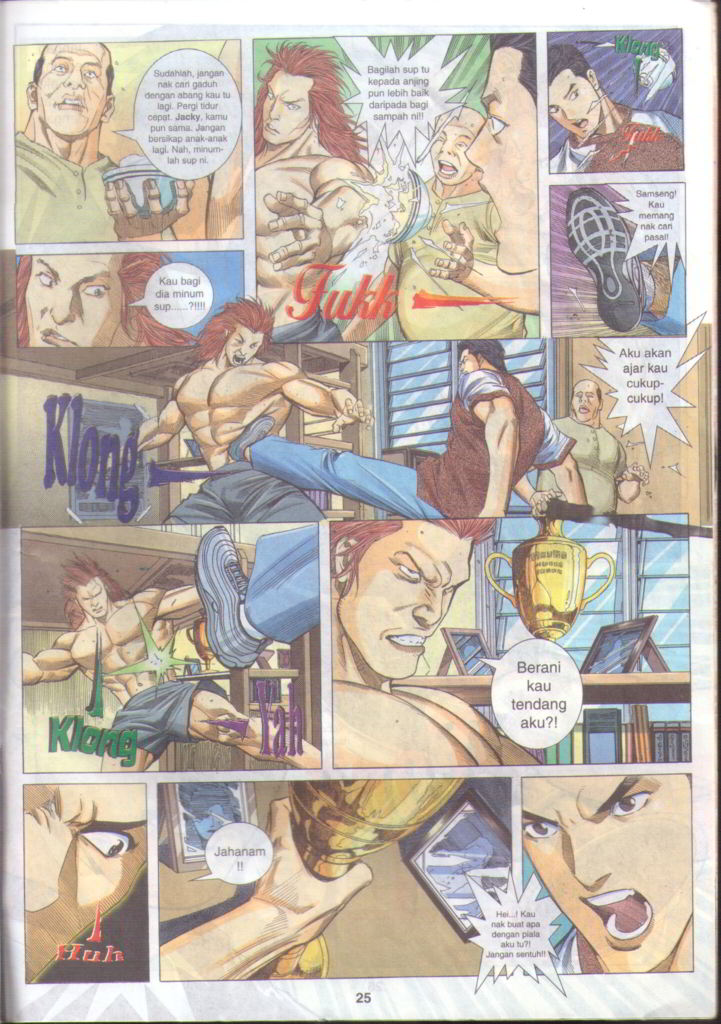 Sudahlah, jangan
nak cari gaduh
dengan abang kau tu
lagi. Pergi tidur
cepat. Jacky, kamu
pun sama. Jangan
bersikap anak-anak
lagi. Nah, minum-
lah sup ni.
Bagilah sup tu
kepada anjing
pun lebih baik
daripada bagi
sampah ni!!
Tukk
Klong
Tukk
Samseng!
Kau
memang
nak cari
pasal!
Kau bagi
dia minum
sup......?!!!!
Klong
Aku akan
ajar kau
cukup-
cukup!
Klong
Yah
Berani
kau
tendang
aku?!
Huh
Jahanam
!!
Hei...! Kau
nak buat apa
dengan piala
aku tu?!
Jangan sentuh!!
25